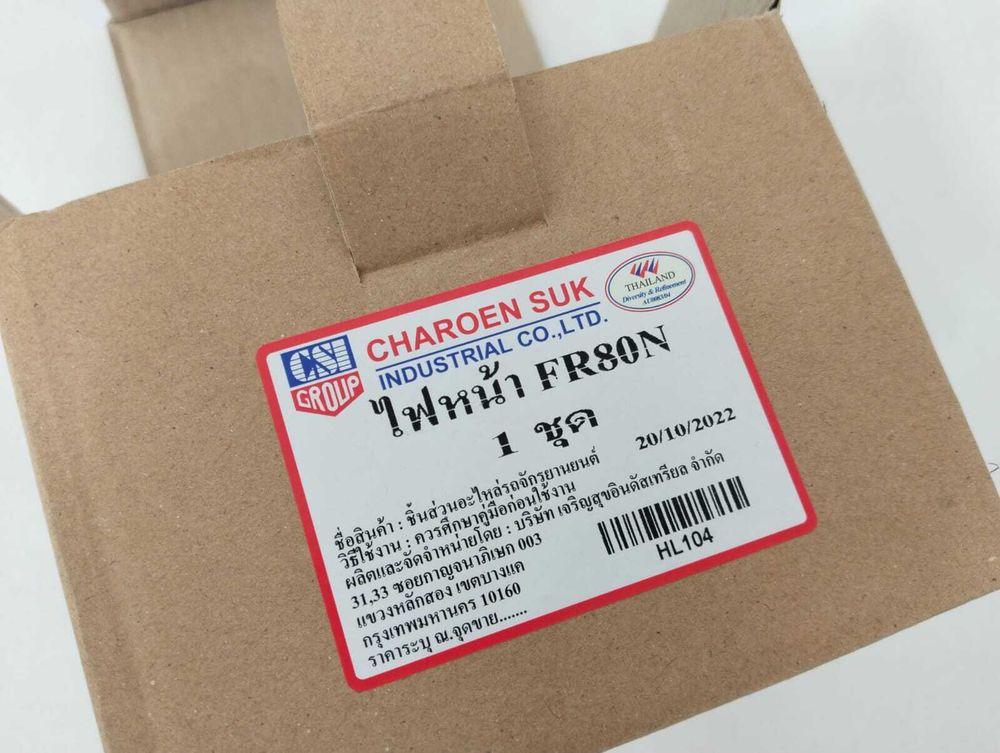 CSI
GROUP
CHAROEN SUK
INDUSTRIAL CO.,LTD.
THAILAND
Diversity & Refinement
ไฟหน้า FR80N
1 ชุด
20/10/2022
ชื่อสินค้า : ชิ้นส่วนอะไหล่รถจักรยานยนต์
วิธีใช้งาน : ควรศึกษาคู่มือก่อนใช้งาน
ผลิตและจัดจำหน่ายโดย : บริษัท เจริญสุขอินดัสเทรียล จำกัด
31,33 ซอยกาญจนาภิเษก 003
แขวงหลักสอง เขตบางแค
กรุงเทพมหานคร 10160
ราคาระบุ ณ.จุดขาย.......
HL104